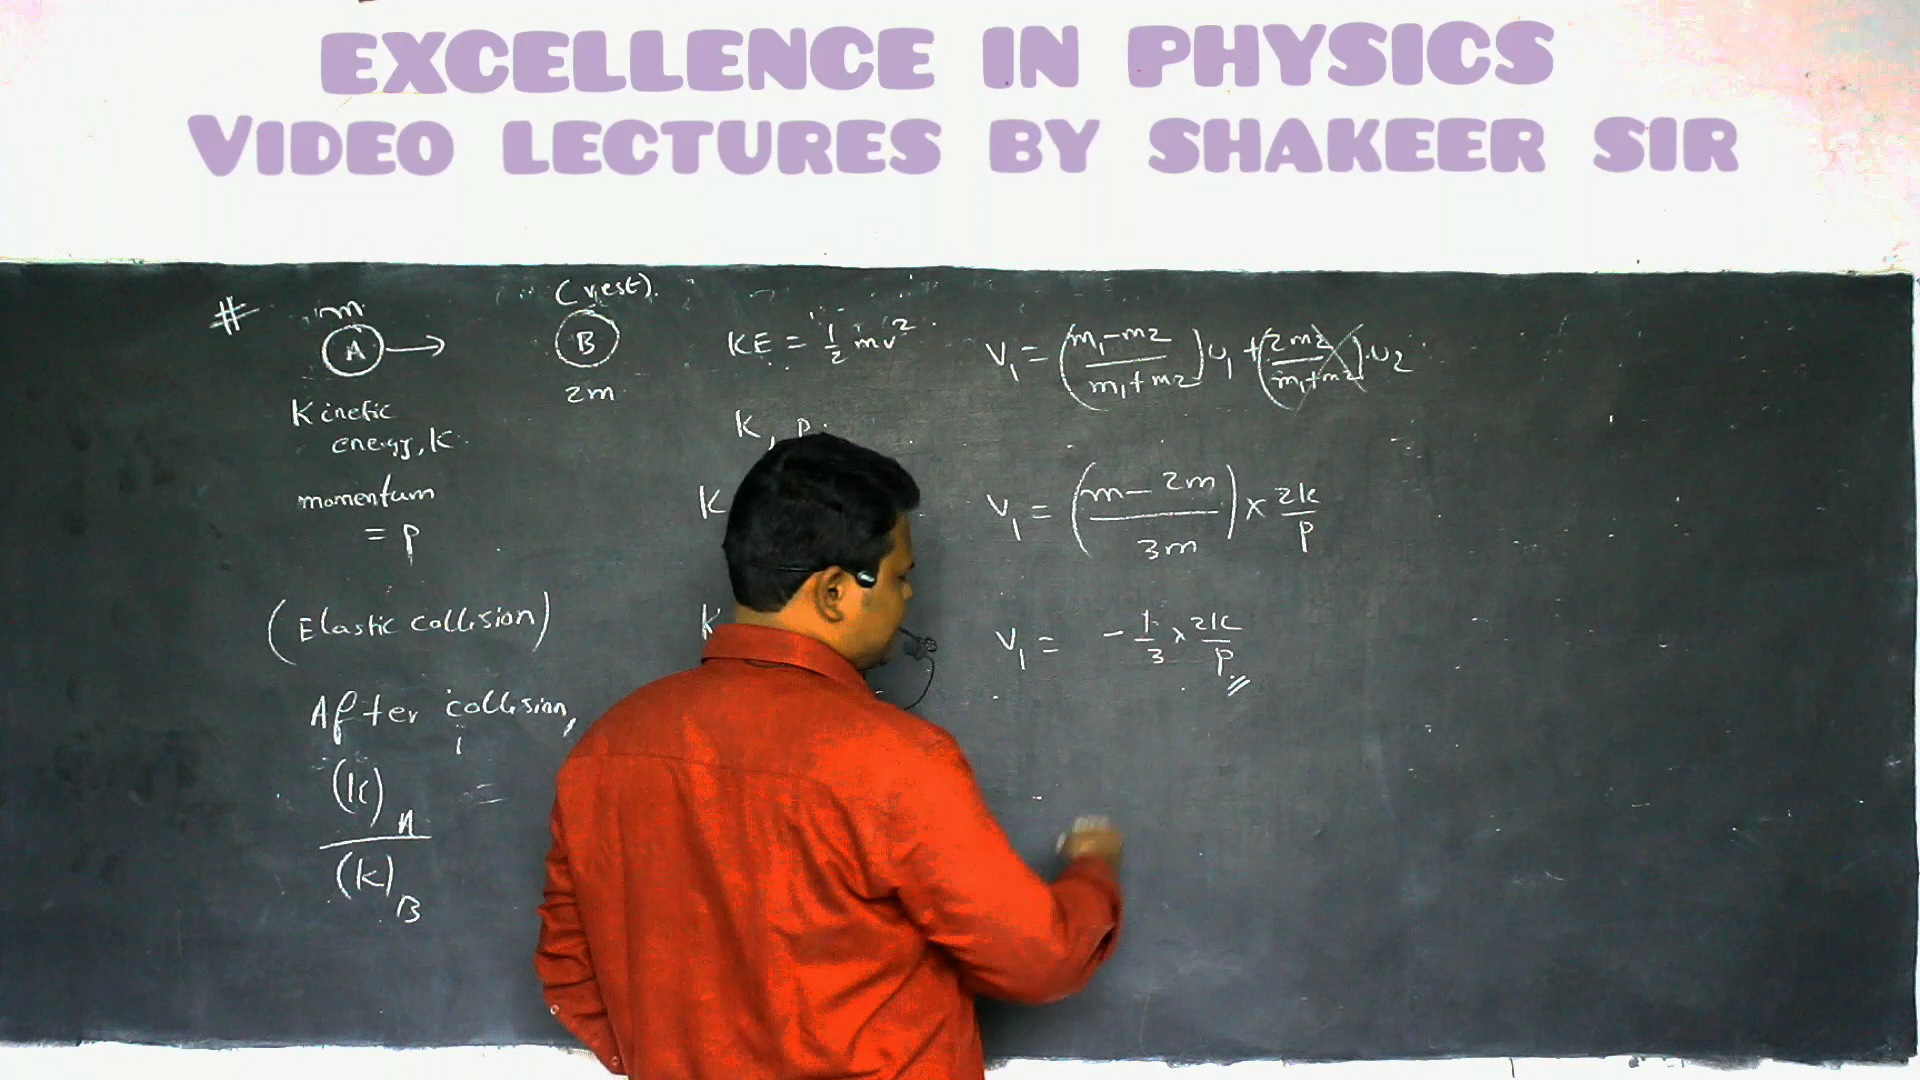 EXCELLENCE IN PHYSICS
VIDEO LECTURES BY SHAKEER SIR
#
m
A
(rest).
B
2m
Kinetic
energy, K
momentum
= p
(Elastic collision)
After collision,
(K)A
=
(K)B
KE = 1/2 mv²
K, p
K
K
V₁ = (m₁-m₂ / m₁+m₂) u₁ + (2m₂ / m₁+m₂) . u₂
V₁ = (m - 2m / 3m) × 2K / P
V₁ = - 1/3 × 2K / P